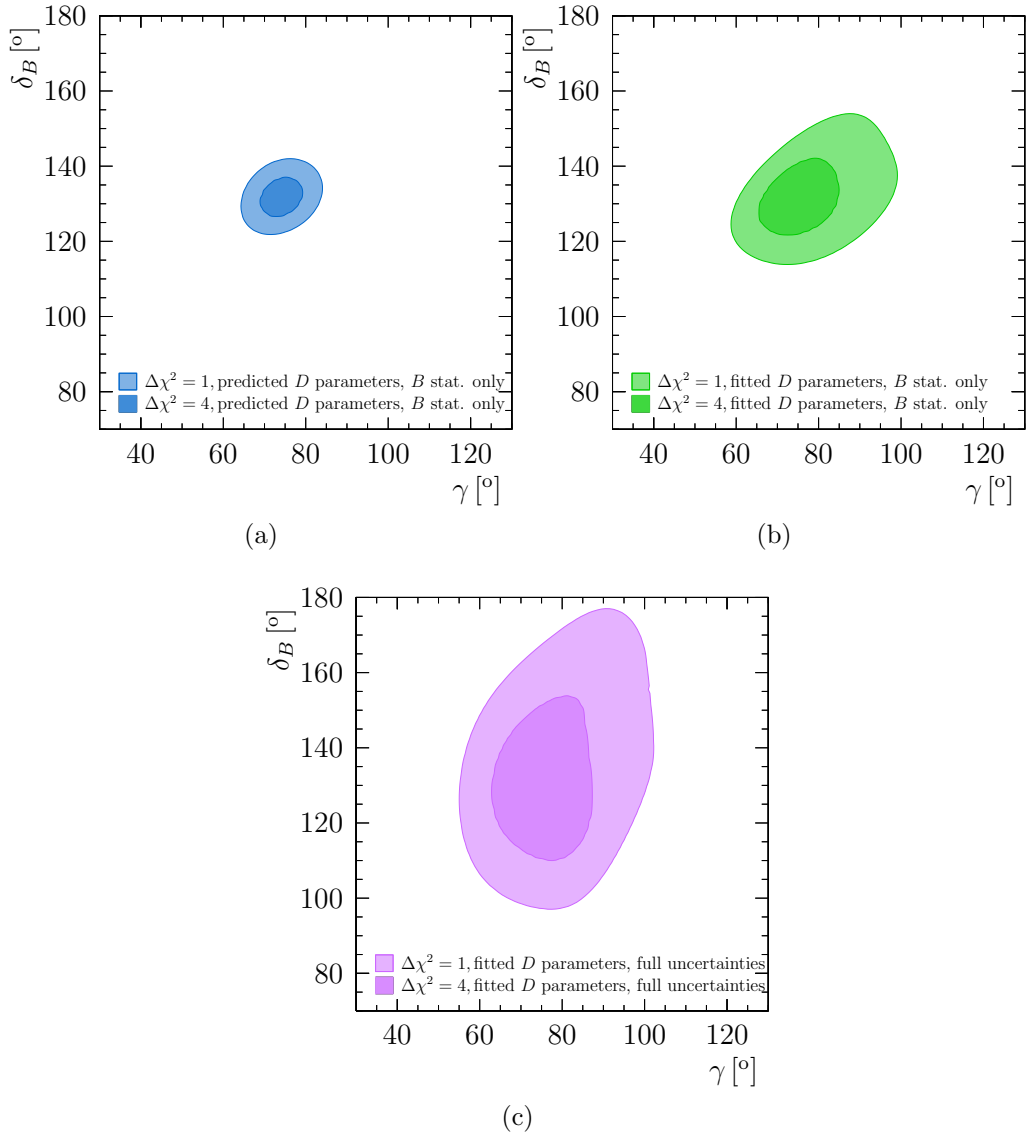 180
160
140
120
100
80
δ_B [°]
Δχ² = 1, predicted D parameters, B stat. only
Δχ² = 4, predicted D parameters, B stat. only
40 60 80 100 120
γ [°]
(a)
180
160
140
120
100
80
δ_B [°]
Δχ² = 1, fitted D parameters, B stat. only
Δχ² = 4, fitted D parameters, B stat. only
40 60 80 100 120
γ [°]
(b)
180
160
140
120
100
80
δ_B [°]
Δχ² = 1, fitted D parameters, full uncertainties
Δχ² = 4, fitted D parameters, full uncertainties
40 60 80 100 120
γ [°]
(c)